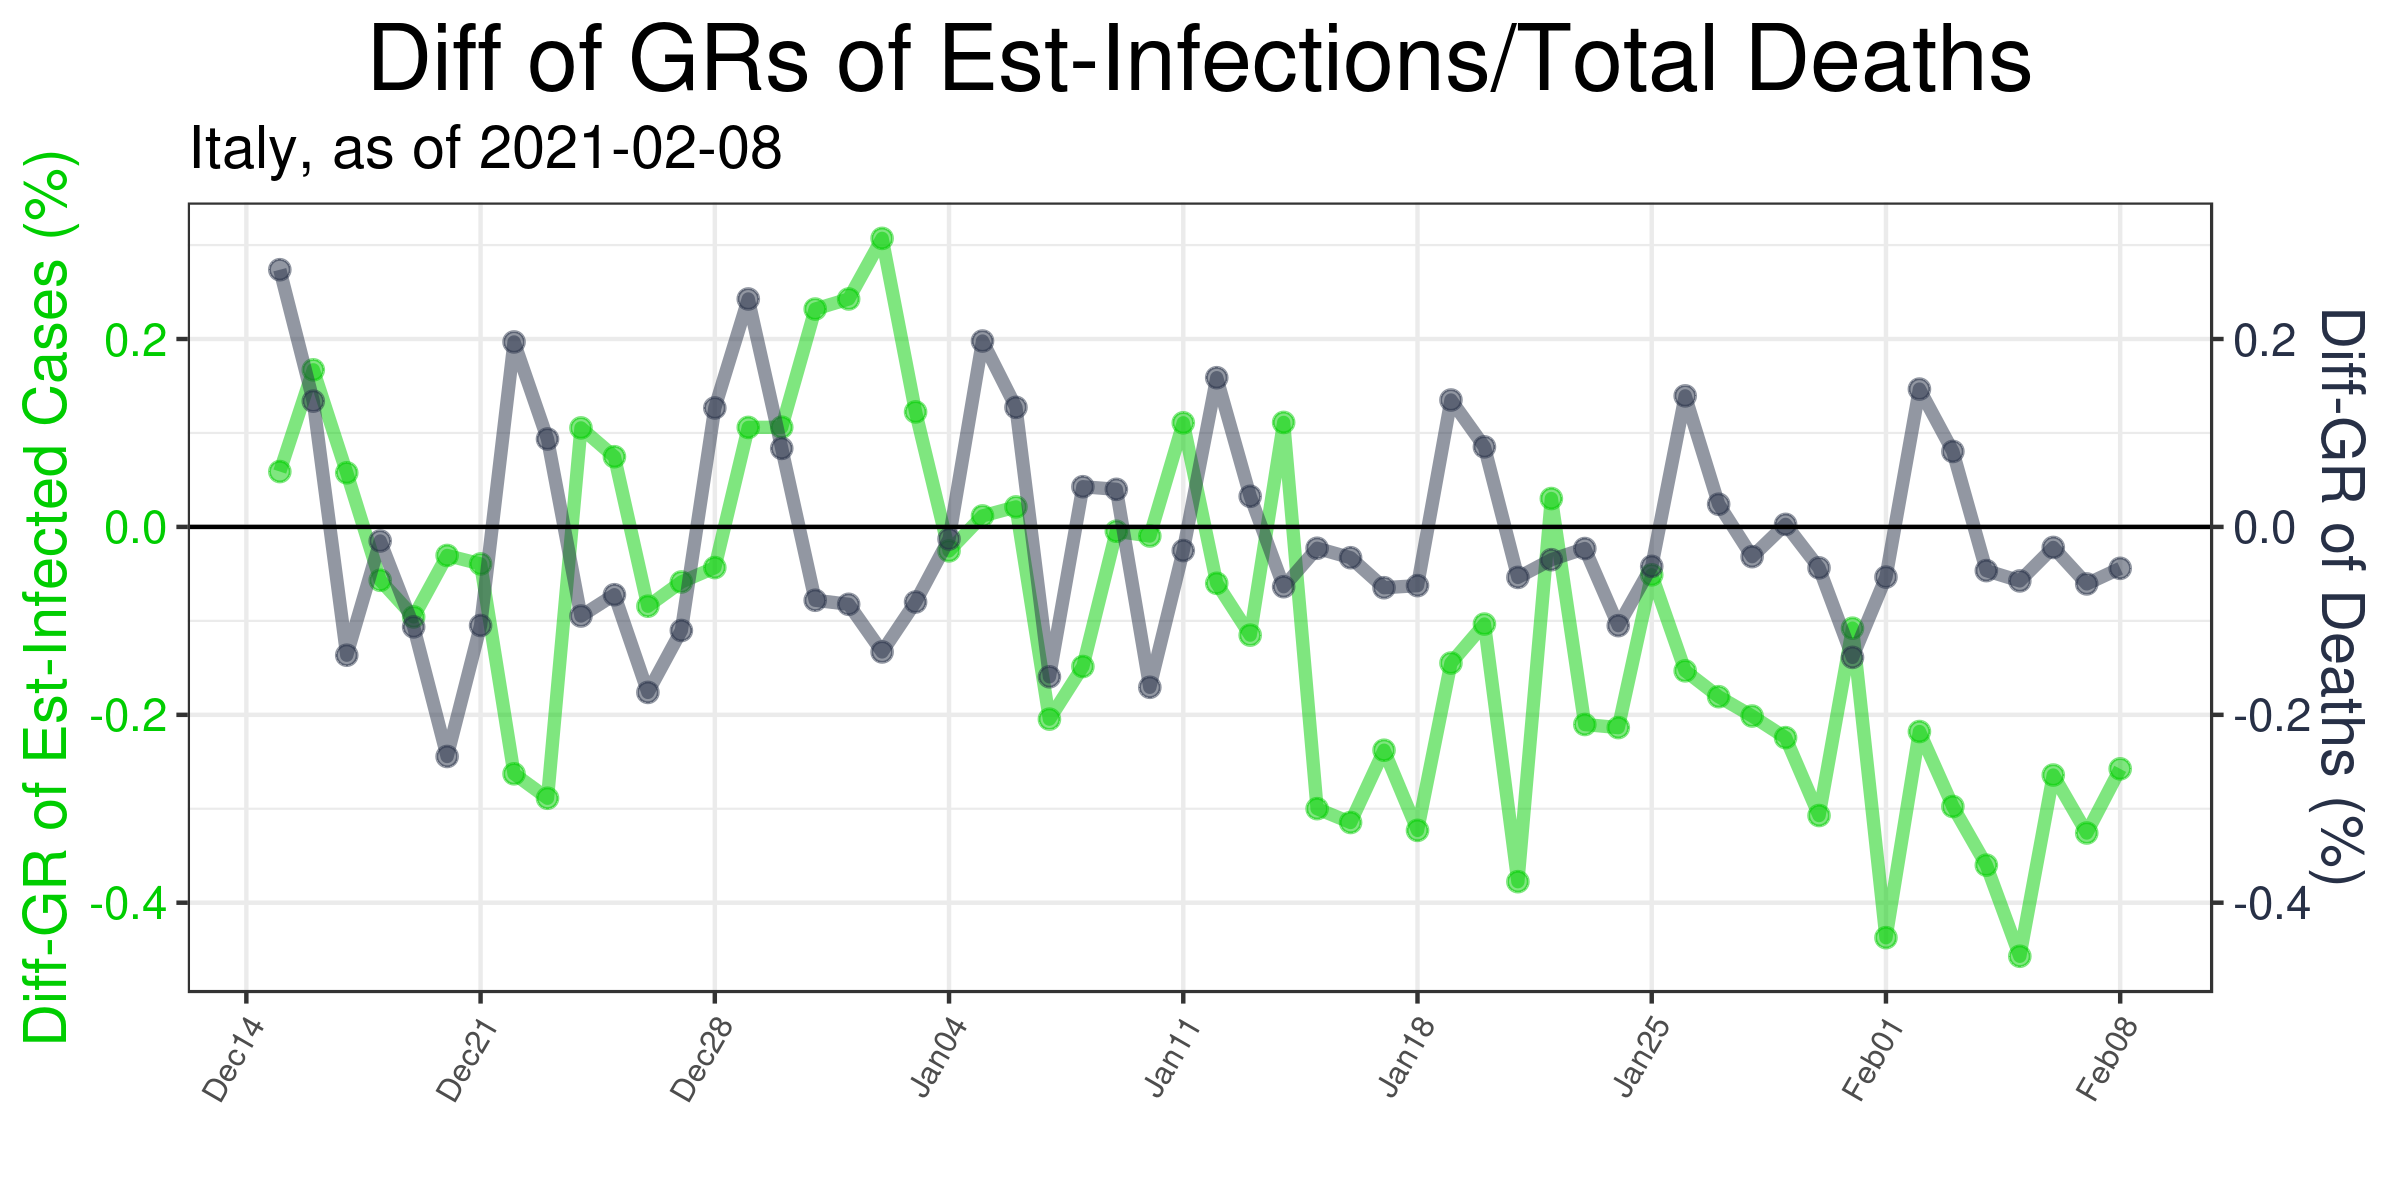 Diff of GRs of Est-Infections/Total Deaths
Italy, as of 2021-02-08
Diff-GR of Est-Infected Cases (%)
0.2
0.0
-0.2
-0.4
0.2
0.0
-0.2
-0.4
Diff-GR of Deaths (%)
Dec14
Dec21
Dec28
Jan04
Jan11
Jan18
Jan25
Feb01
Feb08